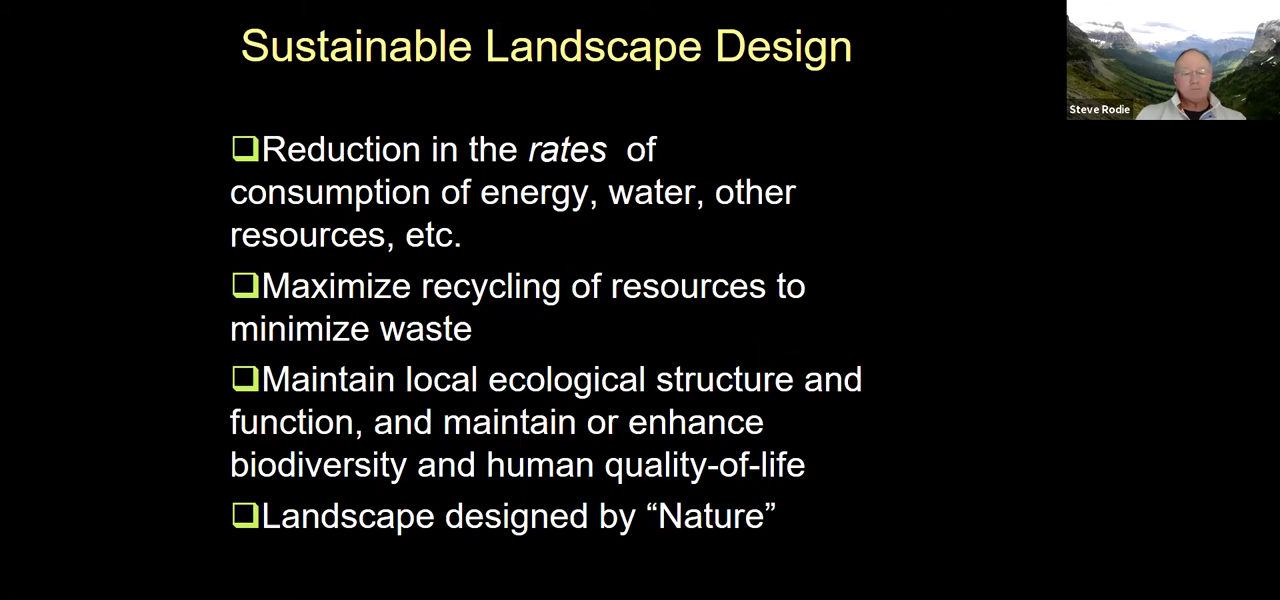 Sustainable Landscape Design
Steve Rodie
Reduction in the rates of
consumption of energy, water, other
resources, etc.
Maximize recycling of resources to
minimize waste
Maintain local ecological structure and
function, and maintain or enhance
biodiversity and human quality-of-life
Landscape designed by “Nature”